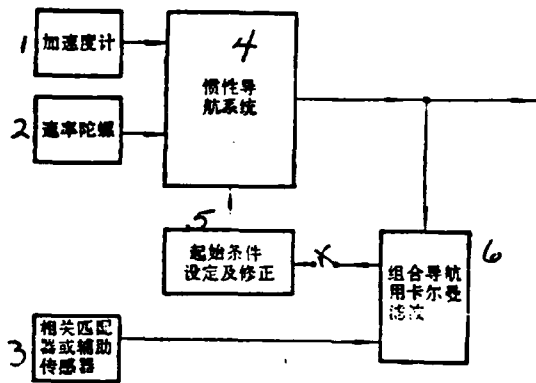 1 加速度计
2 速率陀螺
4
惯性导
航系统
5
起始条件
设定及修正
6
组合导航
用卡尔曼
滤波
3
相关匹配
器或辅助
传感器